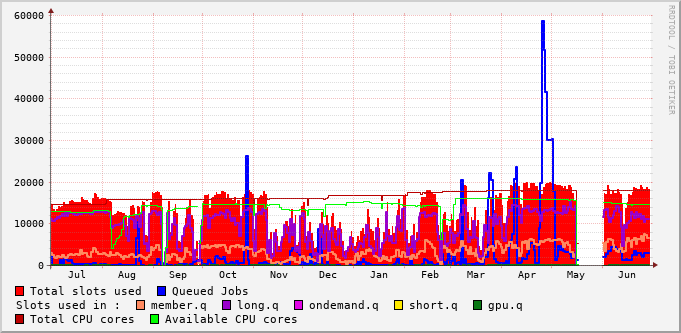 60000
50000
40000
30000
20000
10000
0
Jul Aug Sep Oct Nov Dec Jan Feb Mar Apr May Jun
RRDTOOL / TOBI OETIKER
Total slots used Queued Jobs
Slots used in : member.q long.q ondemand.q short.q gpu.q
Total CPU cores Available CPU cores